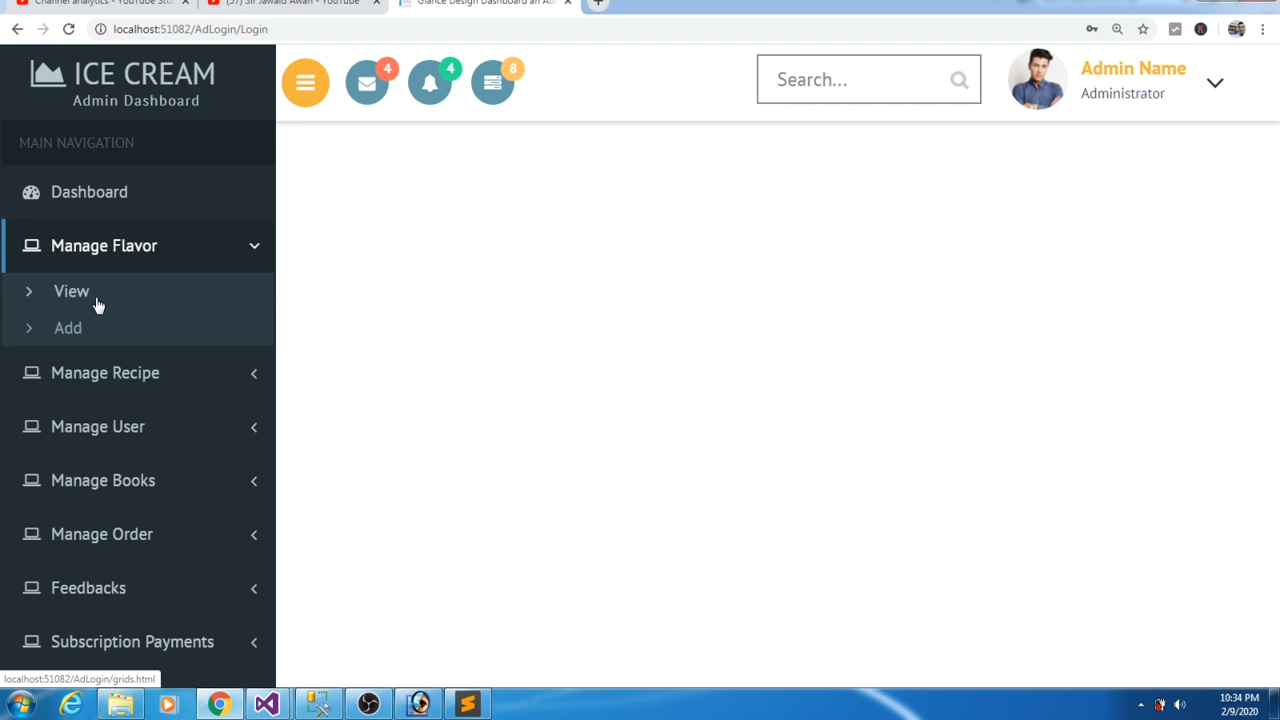 Channel analytics - YouTube Stu
(57) Sir Jawaid Awan - YouTube
Glance Design Dashboard an Ad
localhost:51082/AdLogin/Login
ICE CREAM
Admin Dashboard
4
4
8
Search...
Admin Name
Administrator
MAIN NAVIGATION
Dashboard
Manage Flavor
View
Add
Manage Recipe
Manage User
Manage Books
Manage Order
Feedbacks
Subscription Payments
localhost:51082/AdLogin/grids.html
10:34 PM
2/9/2020